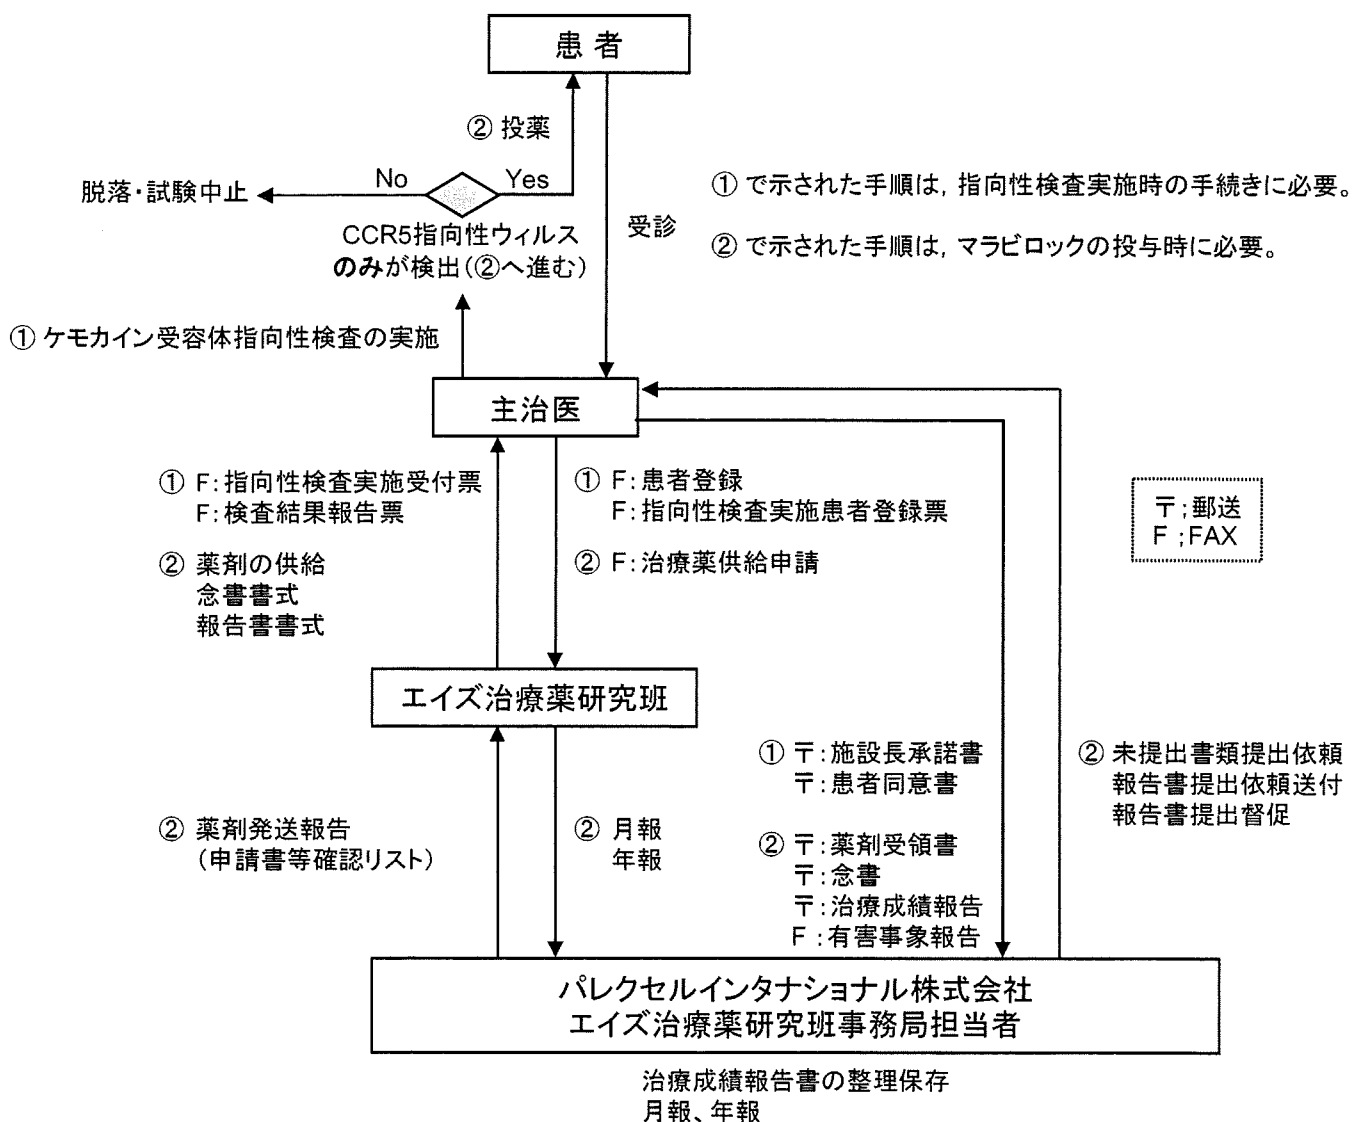 患者
② 投薬
No
Yes
脱落・試験中止
CCR5指向性ウィルス
のみが検出(②へ進む)
受診
① で示された手順は, 指向性検査実施時の手続きに必要。
② で示された手順は, マラビロックの投与時に必要。
① ケモカイン受容体指向性検査の実施
主治医
① F:指向性検査実施受付票
F:検査結果報告票
② 薬剤の供給
念書書式
報告書書式
① F:患者登録
F:指向性検査実施患者登録票
② F:治療薬供給申請
〒;郵送
F ;FAX
エイズ治療薬研究班
② 薬剤発送報告
(申請書等確認リスト)
② 月報
年報
① 〒:施設長承諾書
〒:患者同意書
② 〒:薬剤受領書
〒:念書
〒:治療成績報告
F:有害事象報告
② 未提出書類提出依頼
報告書提出依頼送付
報告書提出督促
パレクセルインタナショナル株式会社
エイズ治療薬研究班事務局担当者
治療成績報告書の整理保存
月報、年報